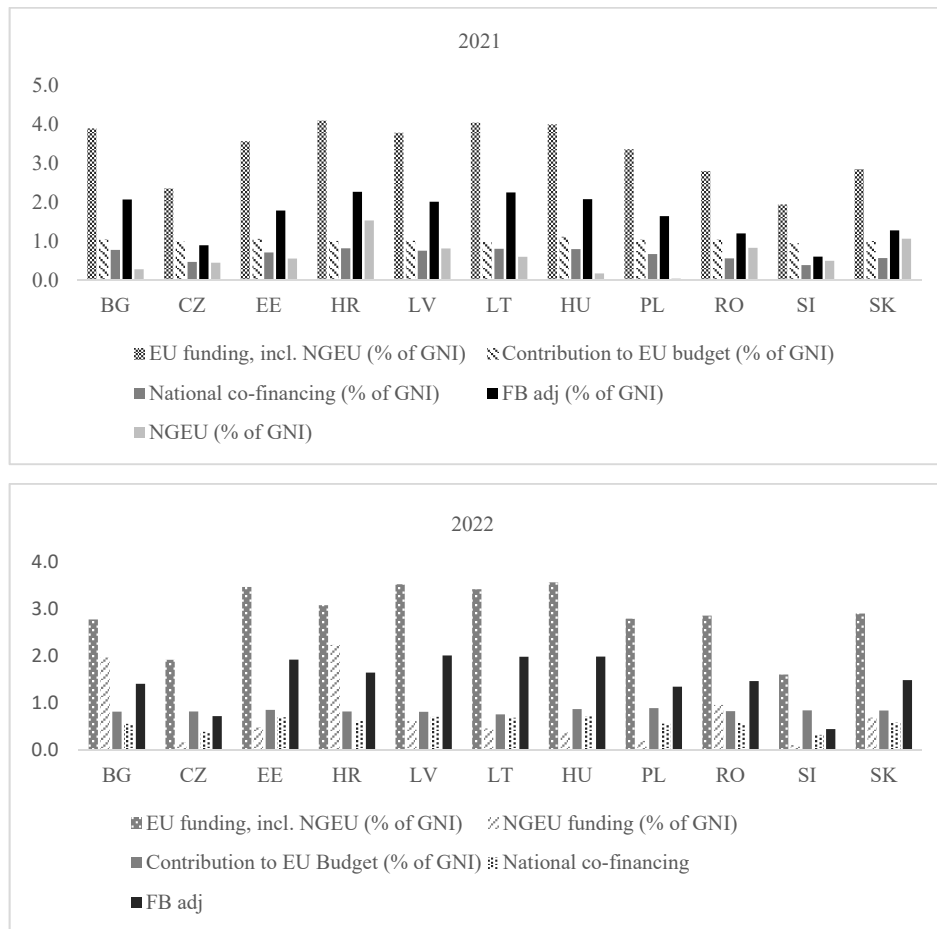 2021
5.0
4.0
3.0
2.0
1.0
0.0
BG CZ EE HR LV LT HU PL RO SI SK
EU funding, incl. NGEU (% of GNI) Contribution to EU budget (% of GNI)
National co-financing (% of GNI) FB adj (% of GNI)
NGEU (% of GNI)
2022
4.0
3.0
2.0
1.0
0.0
BG CZ EE HR LV LT HU PL RO SI SK
EU funding, incl. NGEU (% of GNI) NGEU funding (% of GNI)
Contribution to EU Budget (% of GNI) National co-financing
FB adj